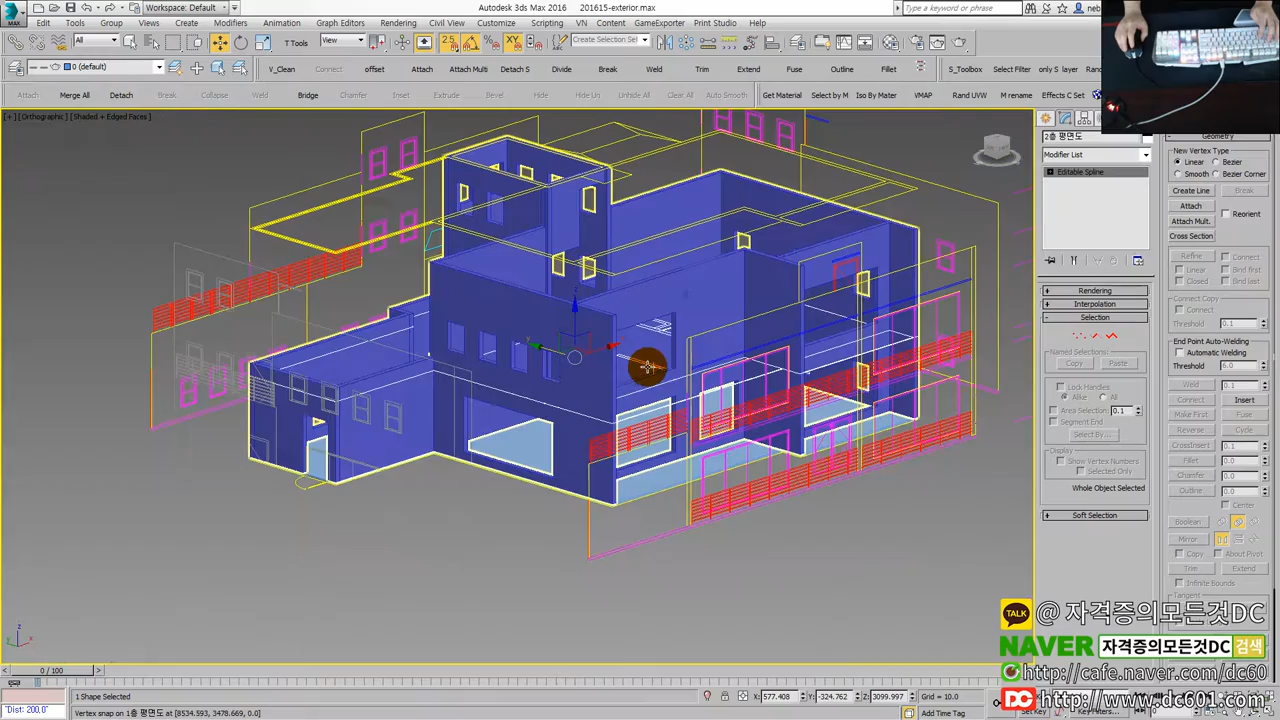 Workspace: Default
Autodesk 3ds Max 2016   201615-exterior.max
Type a keyword or phrase
MAX
Edit Tools Group Views Create Modifiers Animation Graph Editors Rendering Civil View Customize Scripting VN Content GameExporter Print Studio Help
All View 2.5 Create Selection Set
T Tools
0 (default) V_Clean Connect offset Attach Attach Multi Detach S Divide Break Weld Trim Extend Fuse Outline Fillet S_Toolbox Select Filter only S_layer
Attach Merge All Detach Break Collapse Weld Bridge Chamfer Inset Extrude Hide Hide Uni Unhide All Clear All Auto Smooth Get Material Select by M Iso By Mater VMAP Rand UVW M rename Effects C Set
[+] [Orthographic] [Shaded + Edged Faces]
2층 평면도
Modifier List
Editable Spline
Rendering
Interpolation
Selection
Named Selections:
Copy Paste
Lock Handles
Alike All
Area Selection: 0.1
Segment End
Select By...
Display
Show Vertex Numbers
Selected Only
Whole Object Selected
Soft Selection
Geometry
New Vertex Type
Linear Bezier
Smooth Bezier Corner
Create Line Break
Attach Reorient
Attach Mult.
Cross Section
Refine Connect
Linear Bind first
Closed Bind last
Connect Copy
Connect
Threshold 0.1
End Point Auto-Welding
Automatic Welding
Threshold 6.0
Weld 0.1
Connect Insert
Make First Fuse
Reverse Cycle
CrossInsert 0.1
Fillet 0.0
Chamfer 0.0
Outline 0.0
Center
Boolean
Mirror
Copy About Pivot
Trim Extend
Infinite Bounds
Tangent
TALK @ 자격증의모든것DC
NAVER 자격증의모든것DC 검색
http://cafe.naver.com/dc60
DC http://www.dc601.com/
0 / 100
1 Shape Selected X: 577.408 Y: -324.762 Z: 3099.997 Grid = 10.0
"Dist: 200,0" Vertex snap on 1층 평면도 at [8534.593, 3478.669, 0.0] Add Time Tag
Set Key